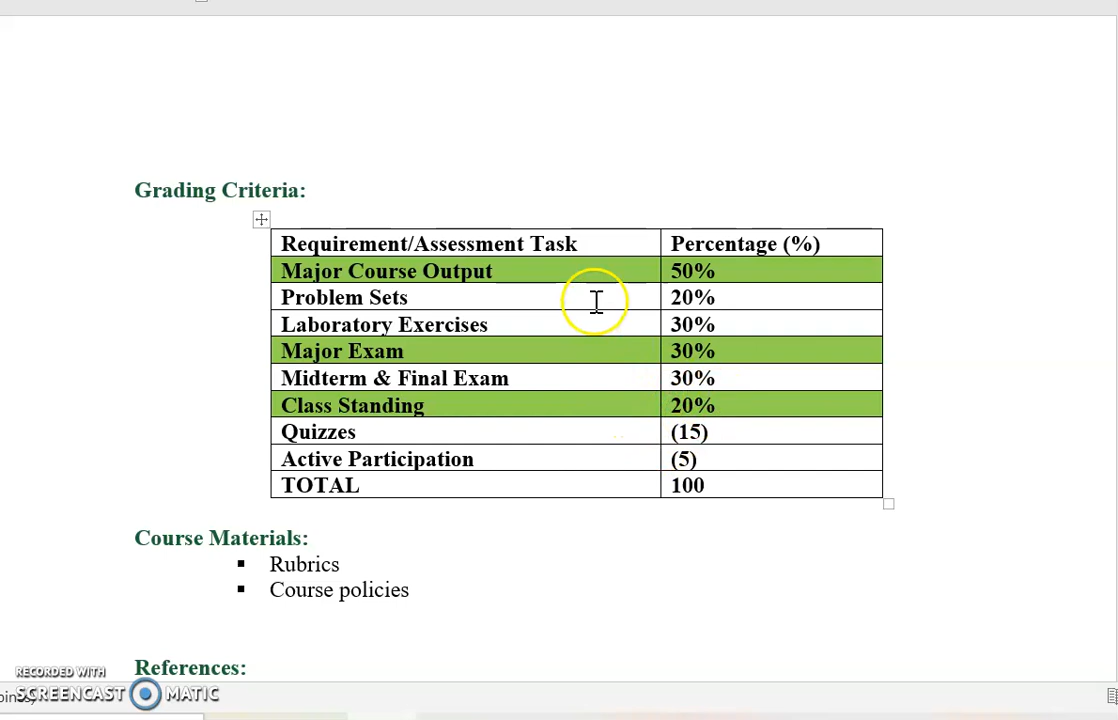 Grading Criteria:
Requirement/Assessment Task Percentage (%)
Major Course Output 50%
Problem Sets 20%
Laboratory Exercises 30%
Major Exam 30%
Midterm & Final Exam 30%
Class Standing 20%
Quizzes (15)
Active Participation (5)
TOTAL 100
Course Materials:
▪ Rubrics
▪ Course policies
References:
RECORDED WITH
SCREENCAST MATIC